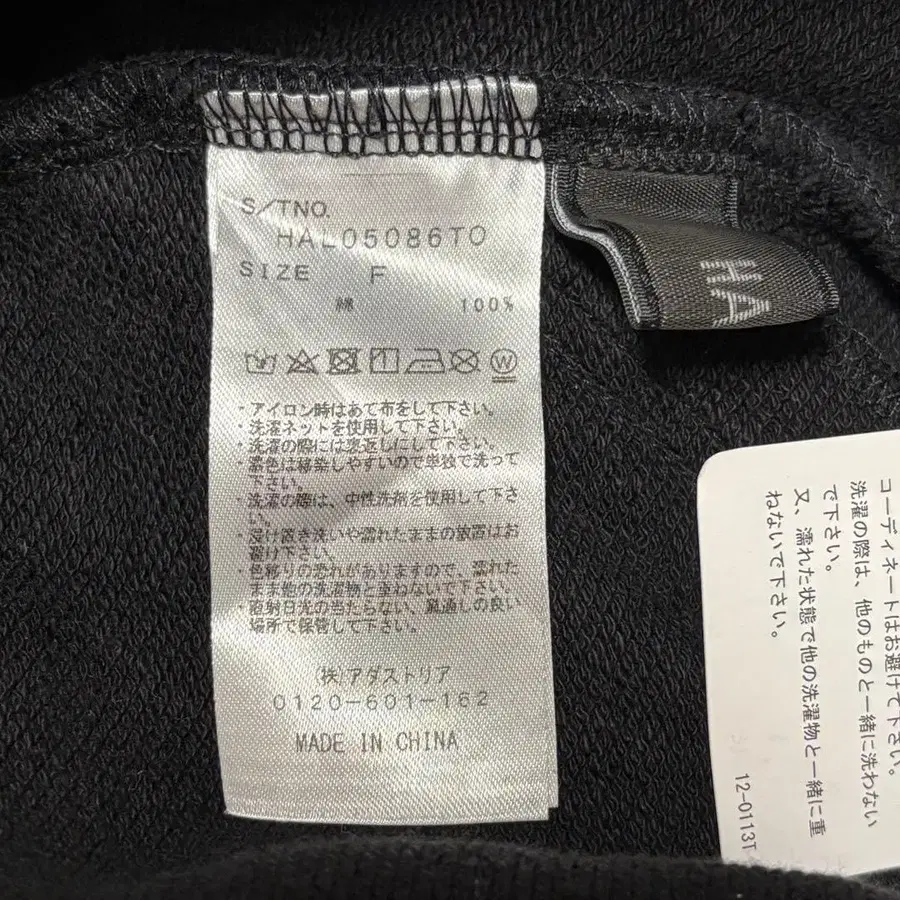 S/TNO.
HAL05086TO
SIZE F
綿 100%
W
・アイロン時はあて布をして下さい。
・洗濯ネットを使用して下さい。
・洗濯の際には裏返しにして下さい。
・濃色は移染しやすいので単独で洗って
下さい。
・洗濯の際は、中性洗剤を使用して下さ
い。
・浸け置き洗いや濡れたままの放置はお
避け下さい。
・色移りの恐れがありますので、濡れた
まま他の洗濯物と重ねないで下さい。
・直射日光の当たらない、風通しの良い
場所で保管して下さい。
(株)アダストリア
0120-601-162
MADE IN CHINA
HA
コーディネートはお避け下さい。
洗濯の際は、他のものと一緒に洗わない
で下さい。
又、濡れた状態で他の洗濯物と一緒に重
ねないで下さい。
12-0113T